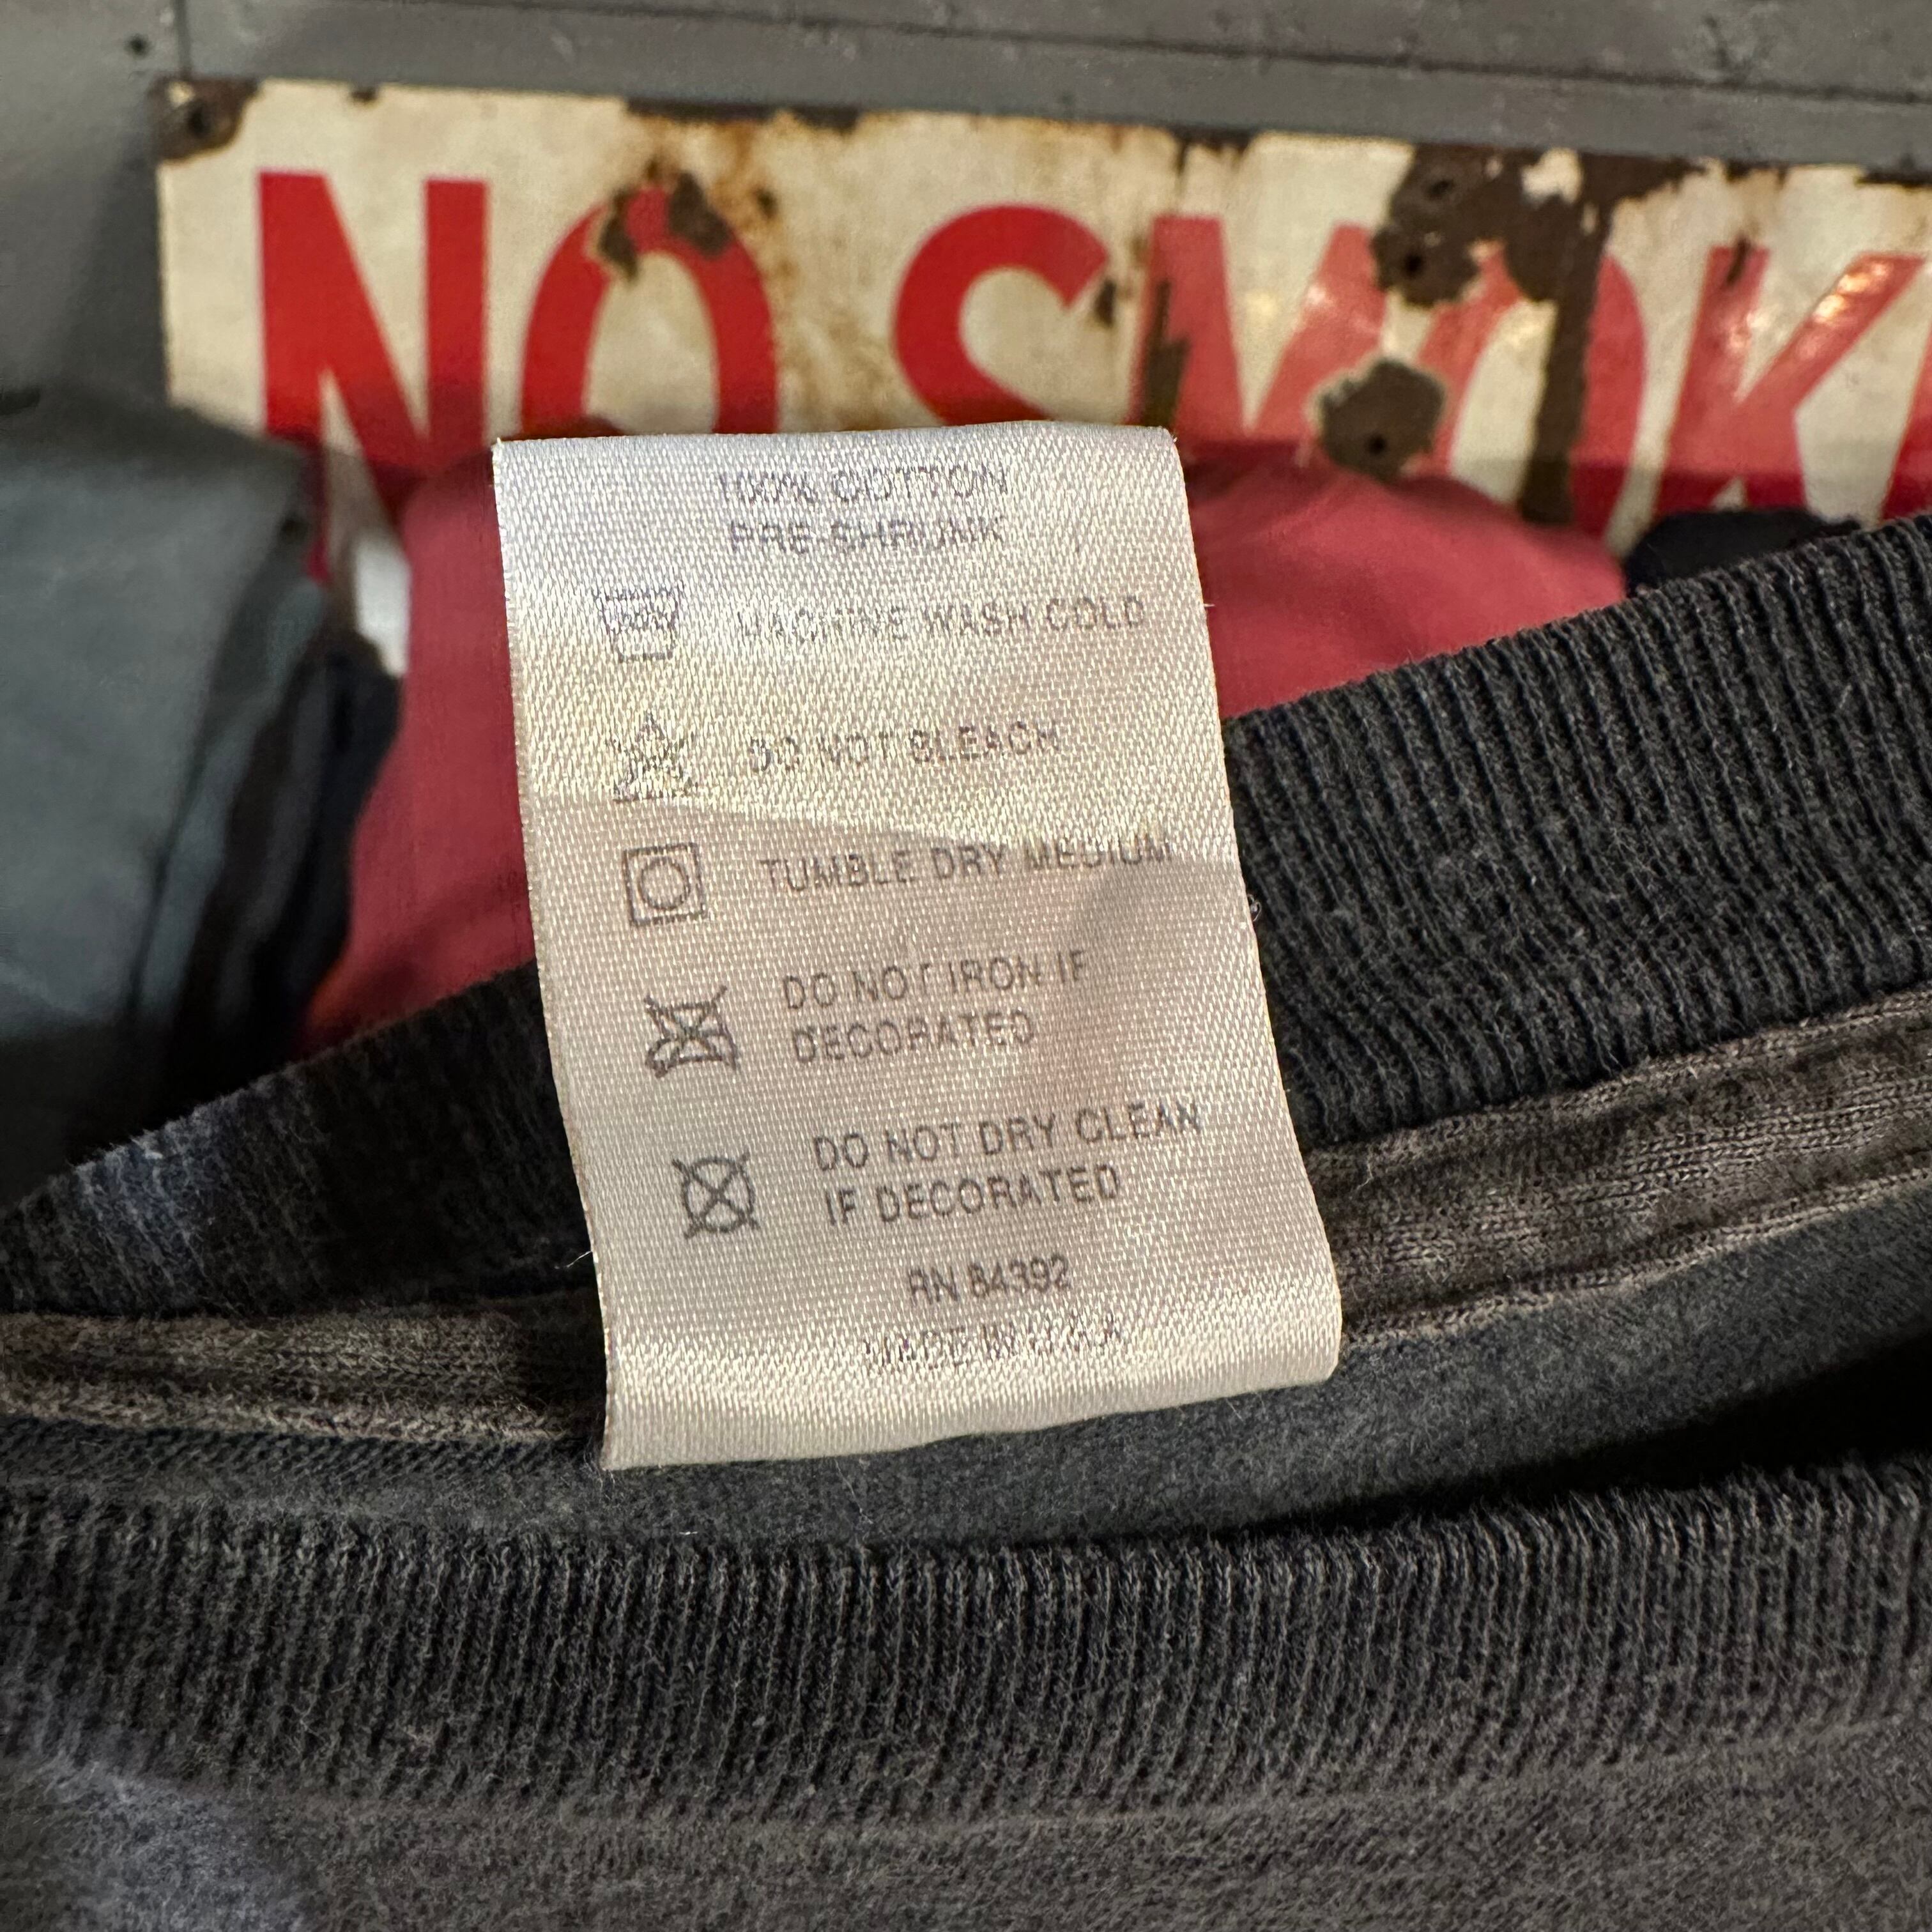 NO SMOK
100% COTTON
PRE-SHRUNK
MACHINE WASH COLD
DO NOT BLEACH
TUMBLE DRY MEDIUM
DO NOT IRON IF
DECORATED
DO NOT DRY CLEAN
IF DECORATED
RN 84392
MADE IN U.S.A.